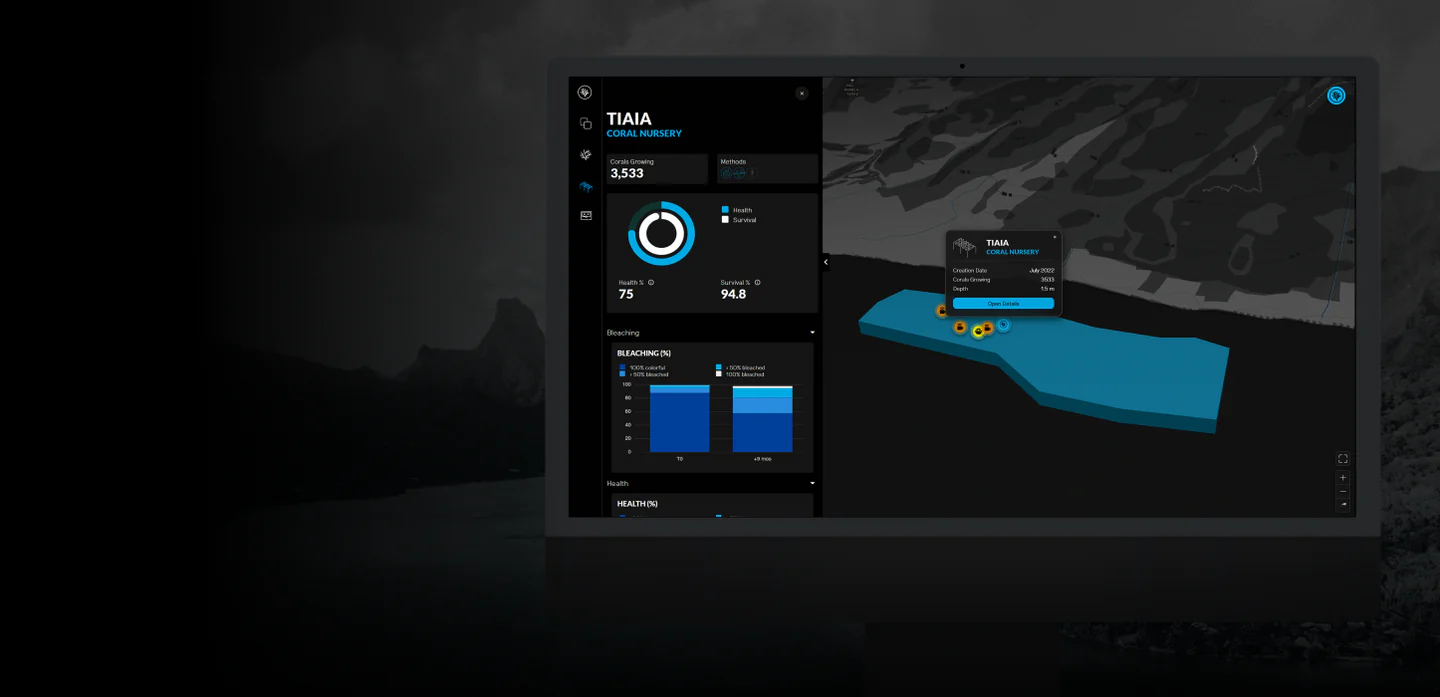 TIAIA
CORAL NURSERY
Corals Growing
3,533
Methods
Health
Survival
Health %
75
Survival %
94.8
Bleaching
BLEACHING (%)
100% colorful
< 50% bleached
> 50% bleached
100% bleached
100
80
60
40
20
0
T0
+9 mos
Health
HEALTH (%)
TIAIA
CORAL NURSERY
Creation Date
July 2022
Corals Growing
3533
Depth
Open Details